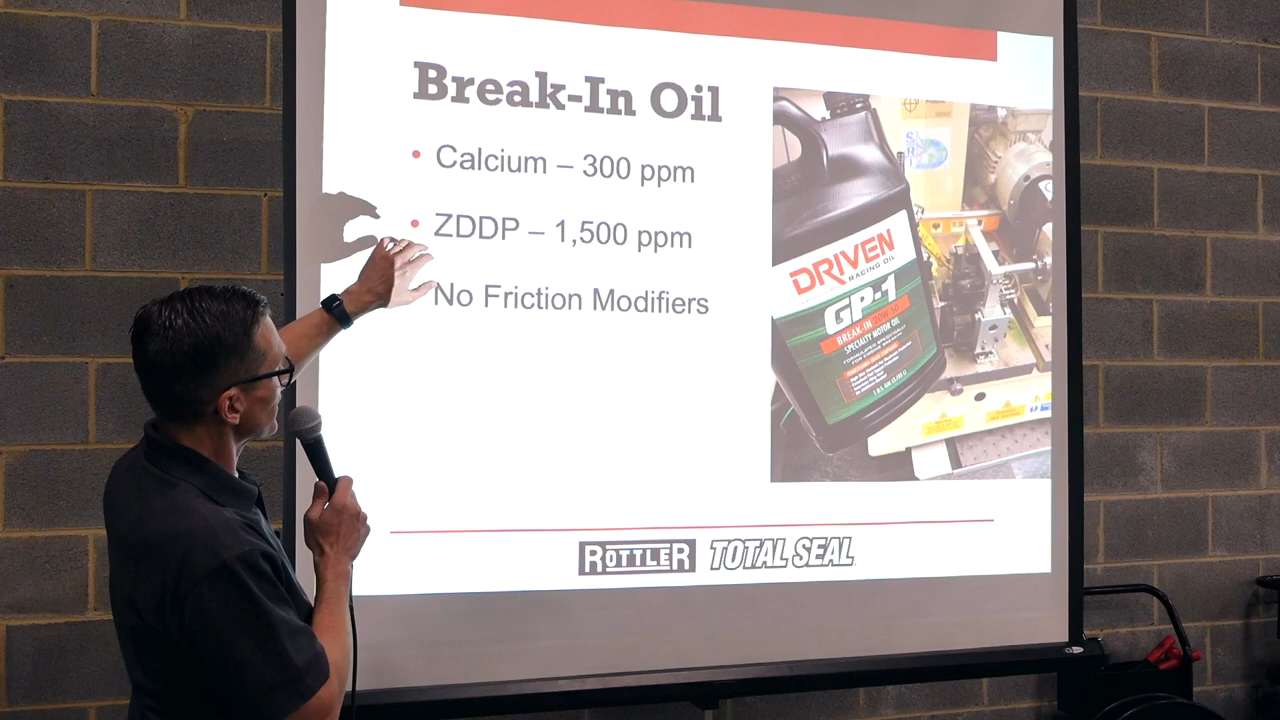 Break-In Oil
Calcium – 300 ppm
ZDDP – 1,500 ppm
No Friction Modifiers
DRIVEN
RACING OIL
GP-1
BREAK-IN
SPECIALTY MOTOR OIL
ROTTLER
TOTAL SEAL